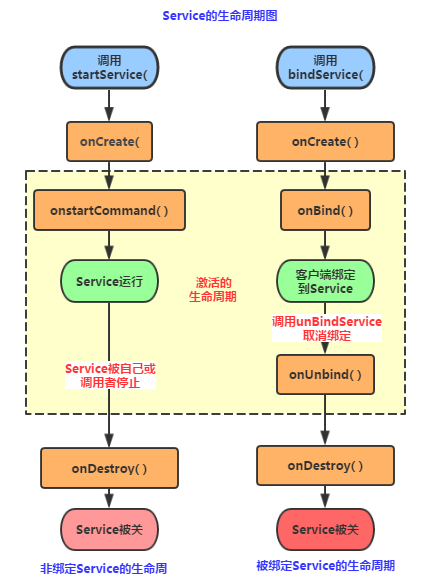 Service的生命周期图
调用
startService(
onCreate(
onstartCommand( )
Service运行
Service被自己或
调用者停止
onDestroy( )
Service被关
非绑定Service的生命周
激活的
生命周期
调用
bindService(
onCreate( )
onBind( )
客户端绑定
到Service
调用unBindService
取消绑定
onUnbind( )
onDestroy( )
Service被关
被绑定Service的生命周期